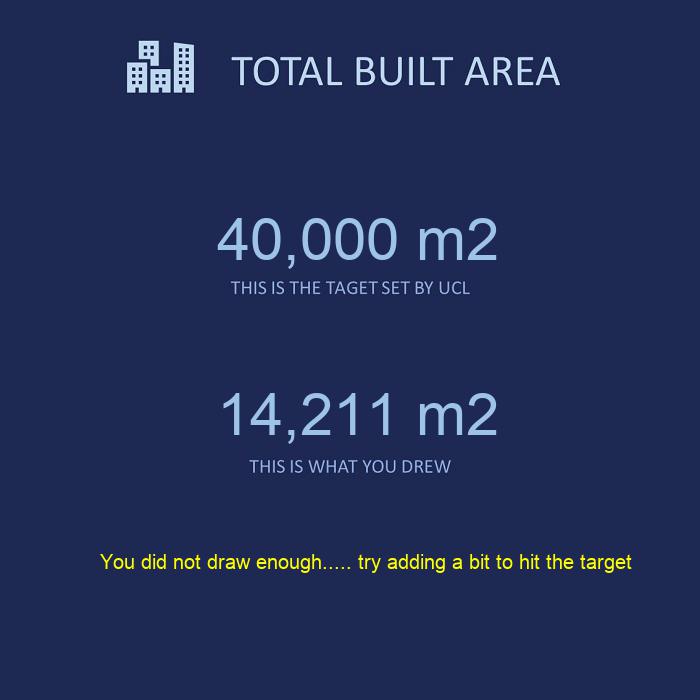 TOTAL BUILT AREA
40,000 m2
THIS IS THE TAGET SET BY UCL
14,211 m2
THIS IS WHAT YOU DREW
You did not draw enough..... try adding a bit to hit the target